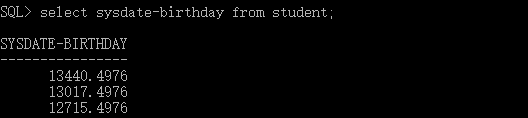 SQL> select sysdate-birthday from student;
SYSDATE-BIRTHDAY
----------------
13440.4976
13017.4976
12715.4976